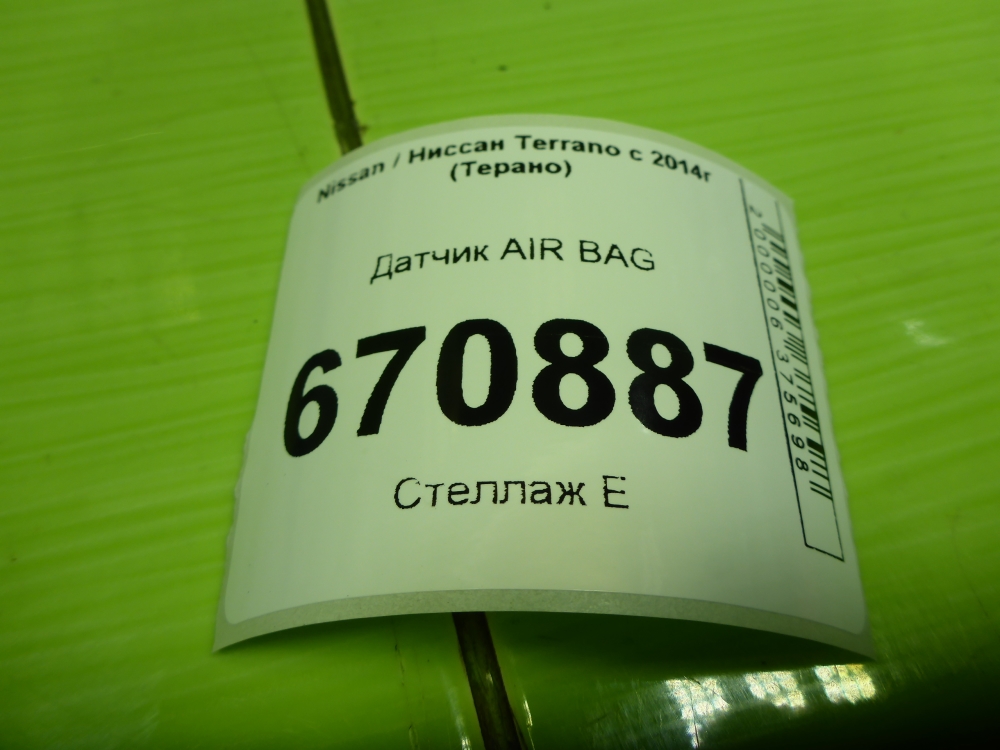 Nissan / Ниссан Terrano с 2014г
(Терано)
Датчик AIR BAG
670887
Стеллаж Е
2000006375698